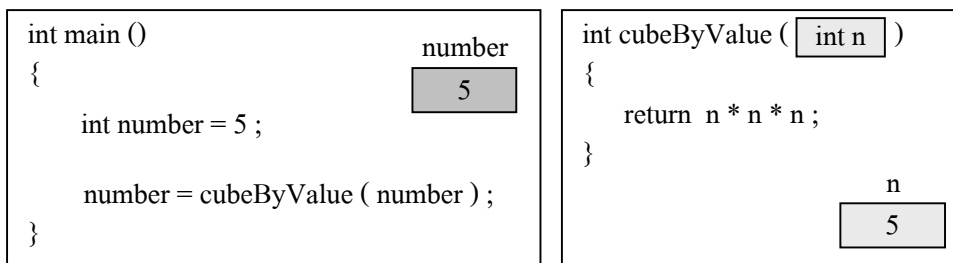 int main ()
{
number
5
int number = 5 ;
number = cubeByValue ( number ) ;
}
int cubeByValue ( int n )
{
return n * n * n ;
}
n
5